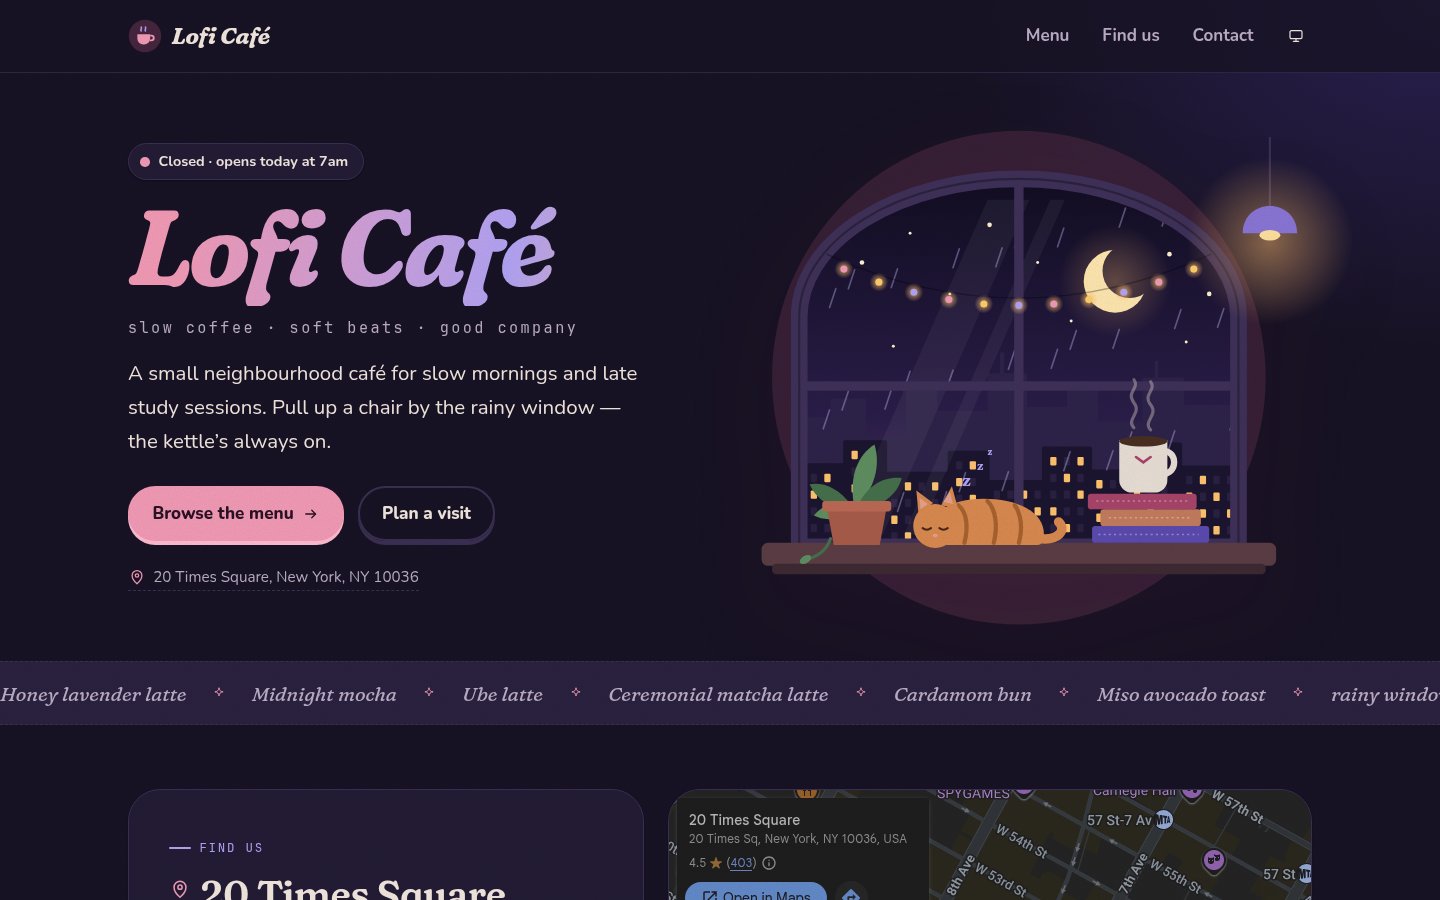 Lofi Café
Menu
Find us
Contact
Closed · opens today at 7am
Lofi Café
slow coffee · soft beats · good company
A small neighbourhood café for slow mornings and late
study sessions. Pull up a chair by the rainy window —
the kettle’s always on.
Browse the menu →
Plan a visit
20 Times Square, New York, NY 10036
z
z
z
Honey lavender latte ✧ Midnight mocha ✧ Ube latte ✧ Ceremonial matcha latte ✧ Cardamom bun ✧ Miso avocado toast ✧ rainy windo
FIND US
20 Times Square
20 Times Square
20 Times Sq, New York, NY 10036, USA
4.5 ★ (403)
Open in Maps
SPYGAMES
Carnegie Hall
W 57th St
57 St-7 Av
MTA
W 54th St
8th Ave
W 53rd St
7th Ave
W 55th St
57 St